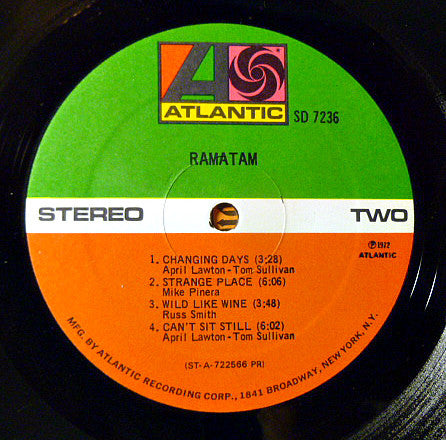 ATLANTIC
SD 7236
RAMATAM
STEREO
TWO
℗ 1972
ATLANTIC
1. CHANGING DAYS (3;28)
April Lawton-Tom Sullivan
2. STRANGE PLACE (6:06)
Mike Pinera
3. WILD LIKE WINE (3;48)
Russ Smith
4. CAN'T SIT STILL (6:02)
April Lawton-Tom Sullivan
(ST-A-722566 PR)
MFG. BY ATLANTIC RECORDING CORP., 1841 BROADWAY, NEW YORK, N.Y.